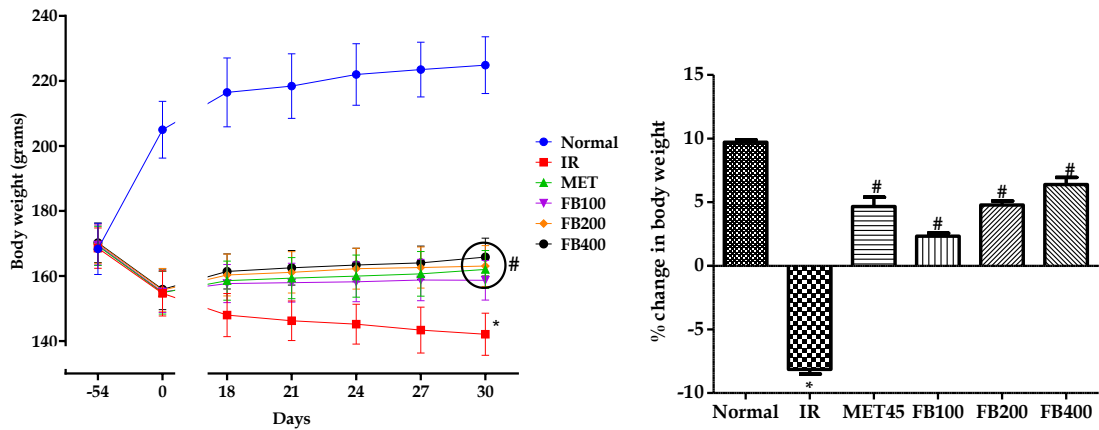 240
220
200
180
160
140
Body weight (grams)
-54 0 18 21 24 27 30
Days
#
*
Normal
IR
MET
FB100
FB200
FB400
15
10
5
0
-5
-10
% change in body weight
*
#
#
#
#
Normal IR MET45 FB100 FB200 FB400